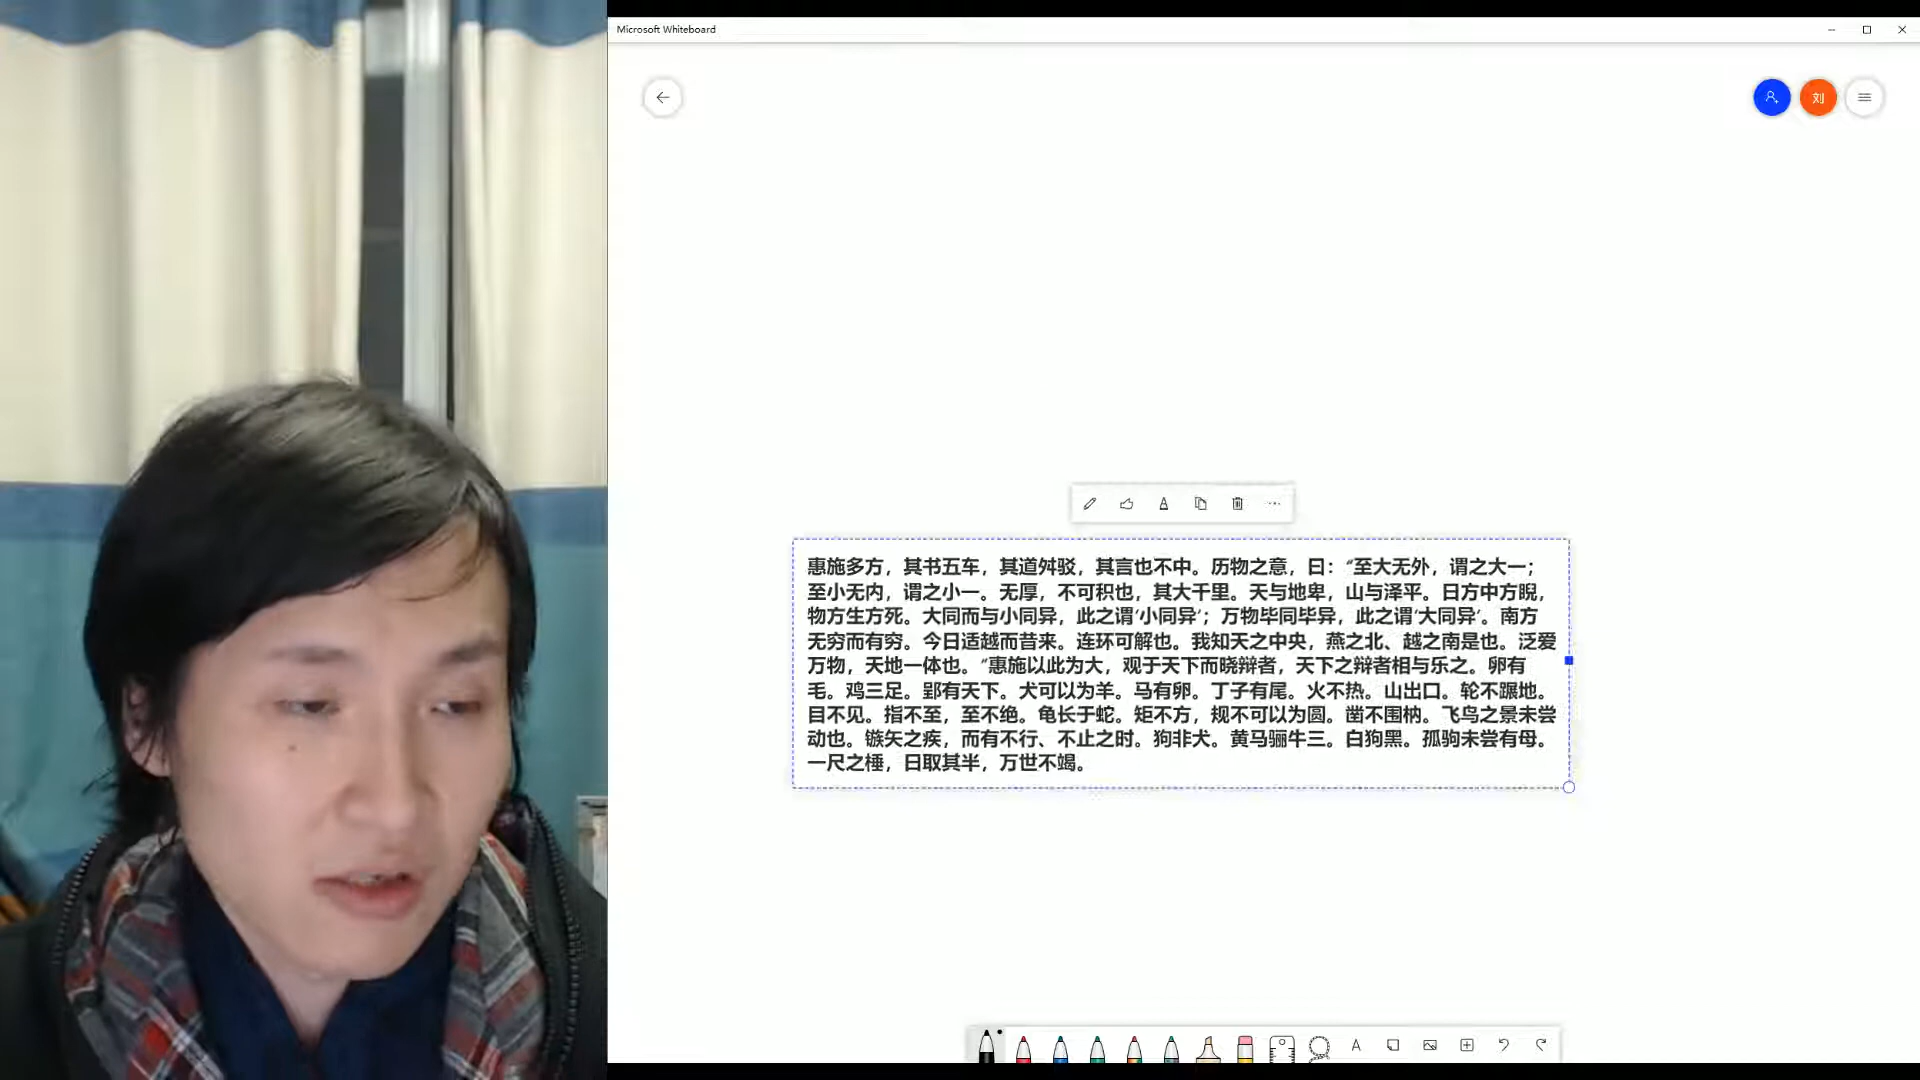 Microsoft Whiteboard
刘
惠施多方，其书五车，其道舛驳，其言也不中。历物之意，曰：“至大无外，谓之大一；
至小无内，谓之小一。无厚，不可积也，其大千里。天与地卑，山与泽平。日方中方睨，
物方生方死。大同而与小同异，此之谓‘小同异’；万物毕同毕异，此之谓‘大同异’。南方
无穷而有穷。今日适越而昔来。连环可解也。我知天之中央，燕之北、越之南是也。泛爱
万物，天地一体也。”惠施以此为大，观于天下而晓辩者，天下之辩者相与乐之。卵有
毛。鸡三足。郢有天下。犬可以为羊。马有卵。丁子有尾。火不热。山出口。轮不蹍地。
目不见。指不至，至不绝。龟长于蛇。矩不方，规不可以为圆。凿不围枘。飞鸟之景未尝
动也。镞矢之疾，而有不行、不止之时。狗非犬。黄马骊牛三。白狗黑。孤驹未尝有母。
一尺之棰，日取其半，万世不竭。